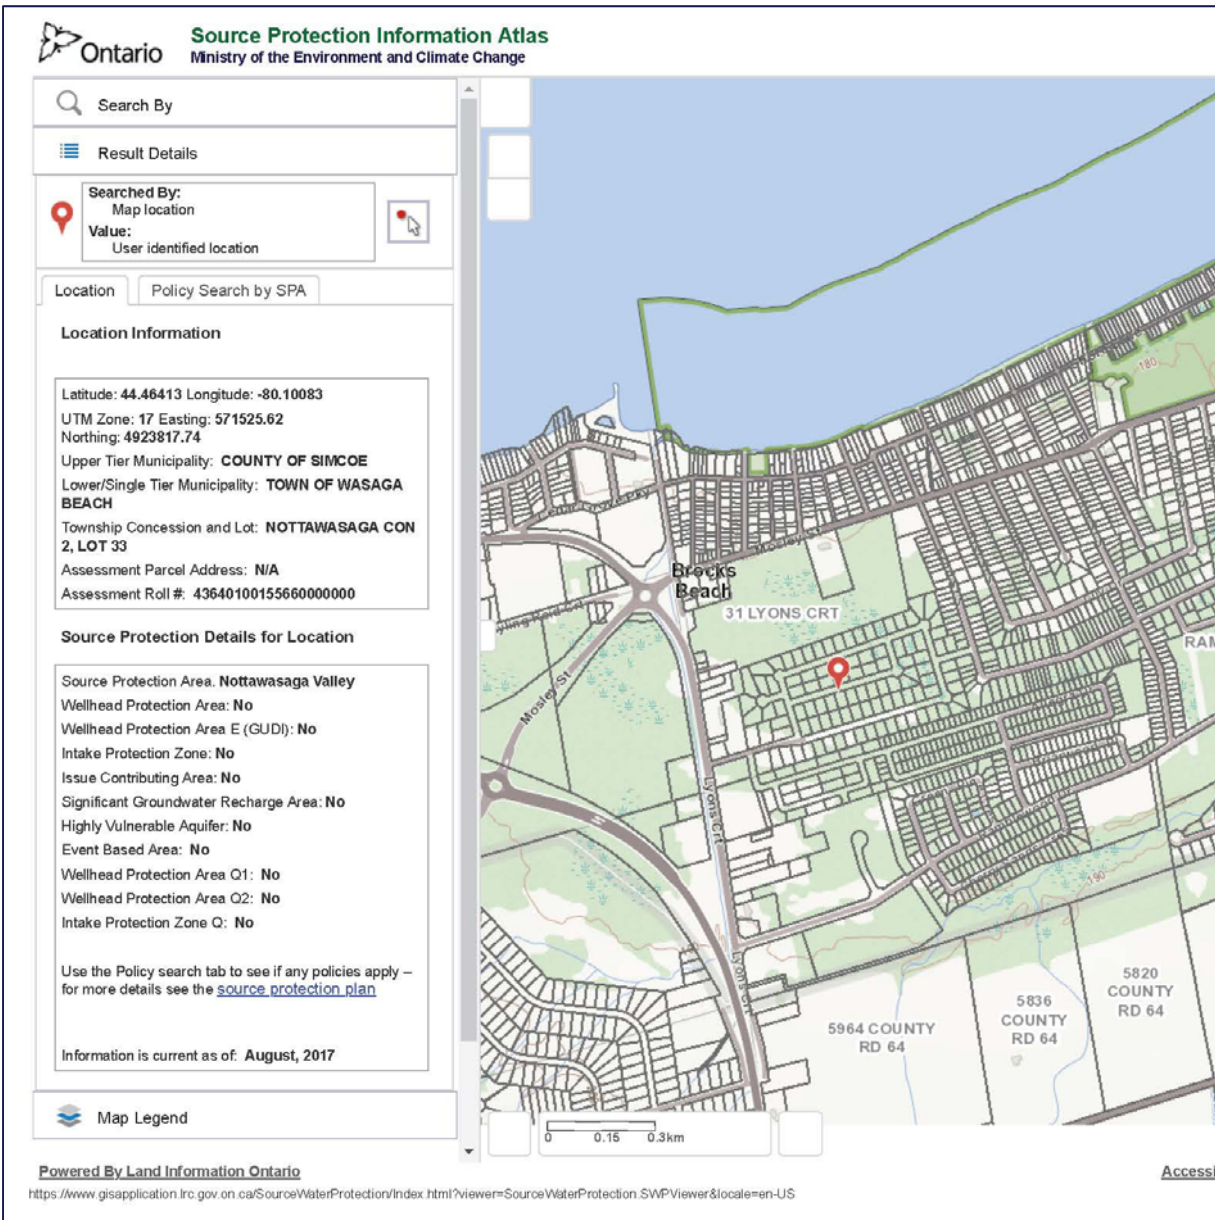 Ontario
Source Protection Information Atlas
Ministry of the Environment and Climate Change
Search By
Result Details
Searched By:
Map location
Value:
User identified location
Location
Policy Search by SPA
Location Information
Latitude: 44.46413 Longitude: -80.10083
UTM Zone: 17 Easting: 571525.62
Northing: 4923817.74
Upper Tier Municipality: COUNTY OF SIMCOE
Lower/Single Tier Municipality: TOWN OF WASAGA
BEACH
Township Concession and Lot: NOTTAWASAGA CON
2, LOT 33
Assessment Parcel Address: N/A
Assessment Roll #: 43640100155660000000
Source Protection Details for Location
Source Protection Area. Nottawasaga Valley
Wellhead Protection Area: No
Wellhead Protection Area E (GUDI): No
Intake Protection Zone: No
Issue Contributing Area: No
Significant Groundwater Recharge Area: No
Highly Vulnerable Aquifer: No
Event Based Area: No
Wellhead Protection Area Q1: No
Wellhead Protection Area Q2: No
Intake Protection Zone Q: No
Use the Policy search tab to see if any policies apply –
for more details see the source protection plan
Information is current as of: August, 2017
Map Legend
180
Mosley St
Brocks
Beach
31 LYONS CRT
RAM
Mosley St
Lyons Crt
190
Lyons Crt
5820
COUNTY
RD 64
5836
COUNTY
RD 64
5964 COUNTY
RD 64
0 0.15 0.3km
Powered By Land Information Ontario
Accessi
https://www.gisapplication.lrc.gov.on.ca/SourceWaterProtection/Index.html?viewer=SourceWaterProtection.SWPViewer&locale=en-US